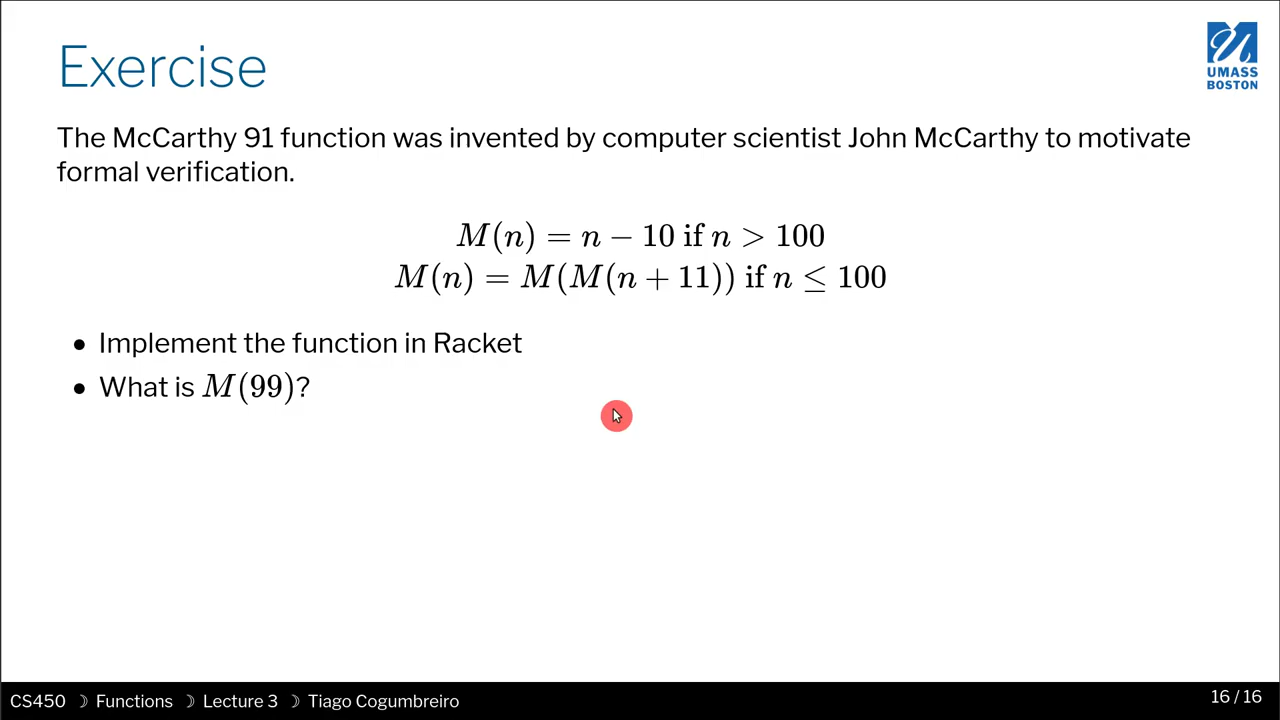 Exercise
UMASS
BOSTON
The McCarthy 91 function was invented by computer scientist John McCarthy to motivate
formal verification.
M(n) = n − 10 if n > 100
M(n) = M(M(n + 11)) if n ≤ 100
• Implement the function in Racket
• What is M(99)?
CS450 ☽ Functions ☽ Lecture 3 ☽ Tiago Cogumbreiro
16 / 16